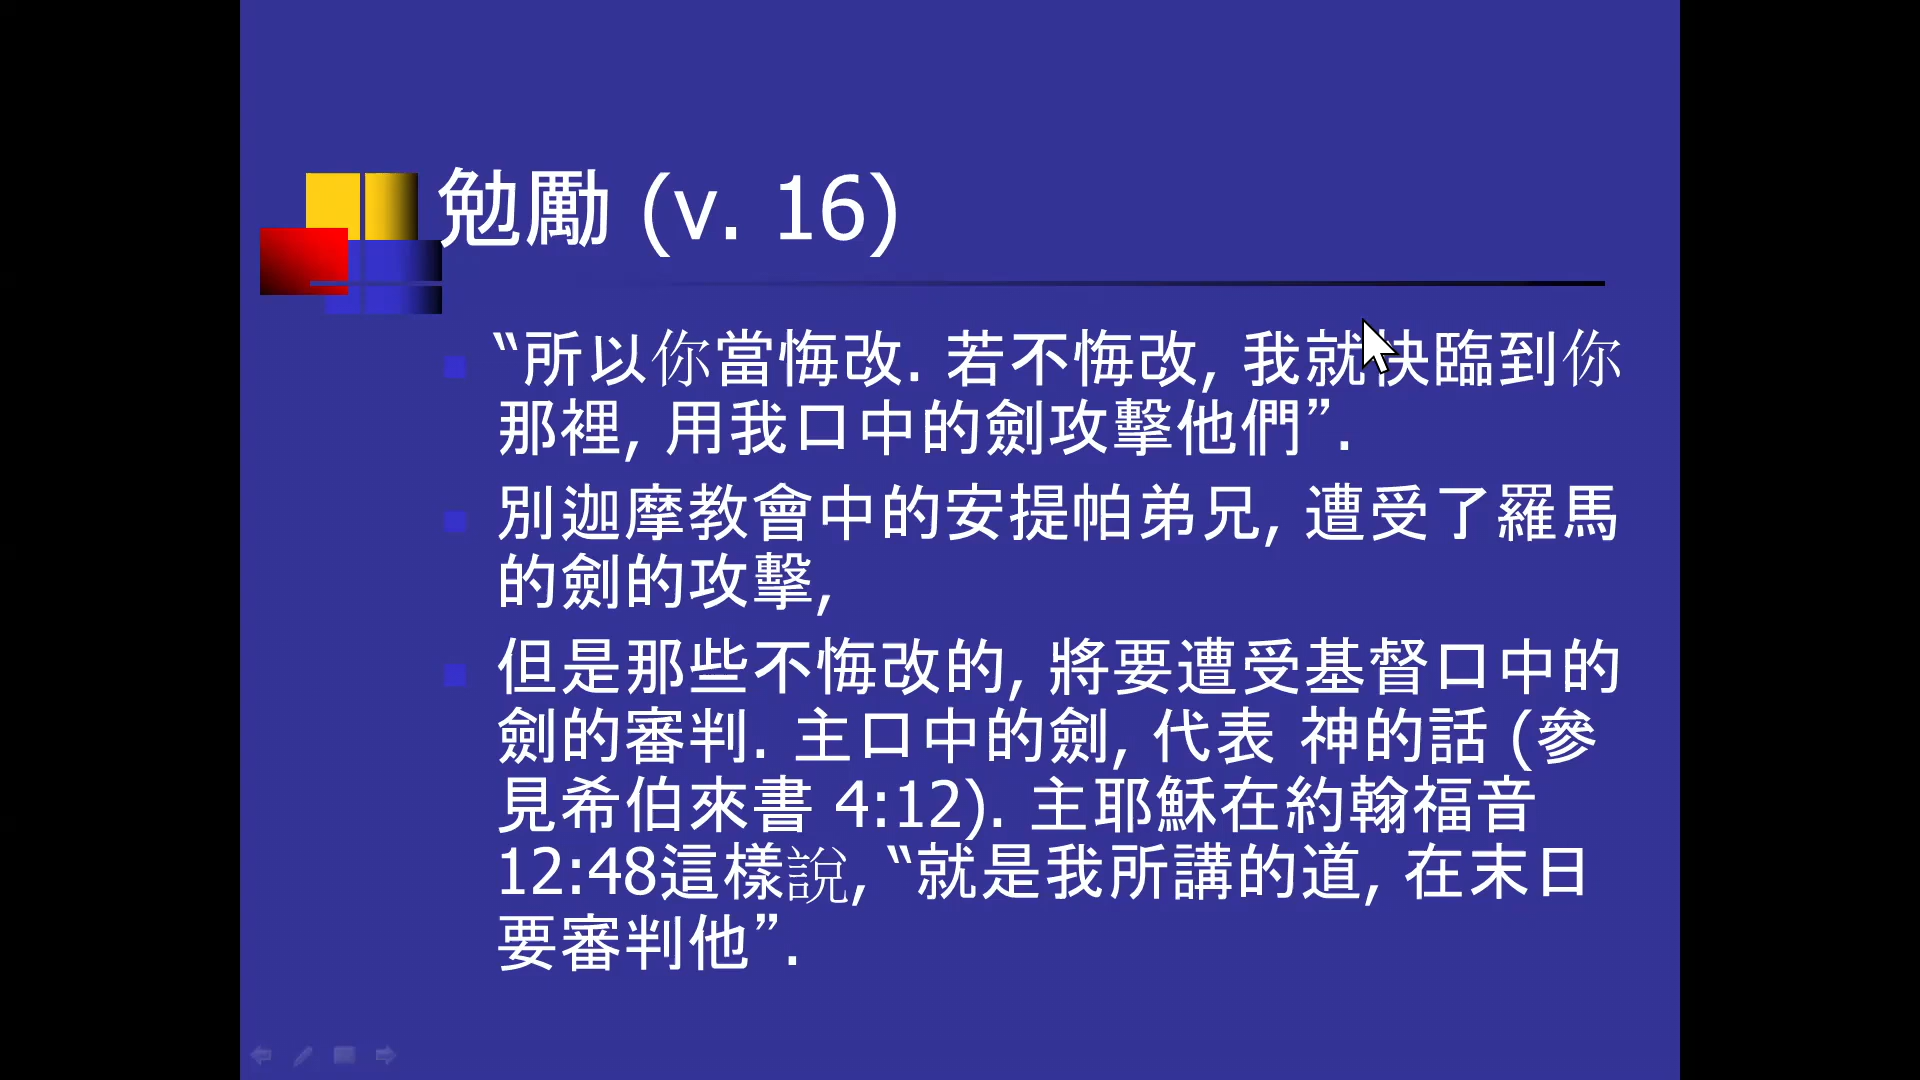 勉勵 (v. 16)
“所以你當悔改. 若不悔改, 我就快臨到你
那裡, 用我口中的劍攻擊他們”.
別迦摩教會中的安提帕弟兄, 遭受了羅馬
的劍的攻擊,
但是那些不悔改的, 將要遭受基督口中的
劍的審判. 主口中的劍, 代表 神的話 (參
見希伯來書 4:12). 主耶穌在約翰福音
12:48這樣說, “就是我所講的道, 在末日
要審判他”.